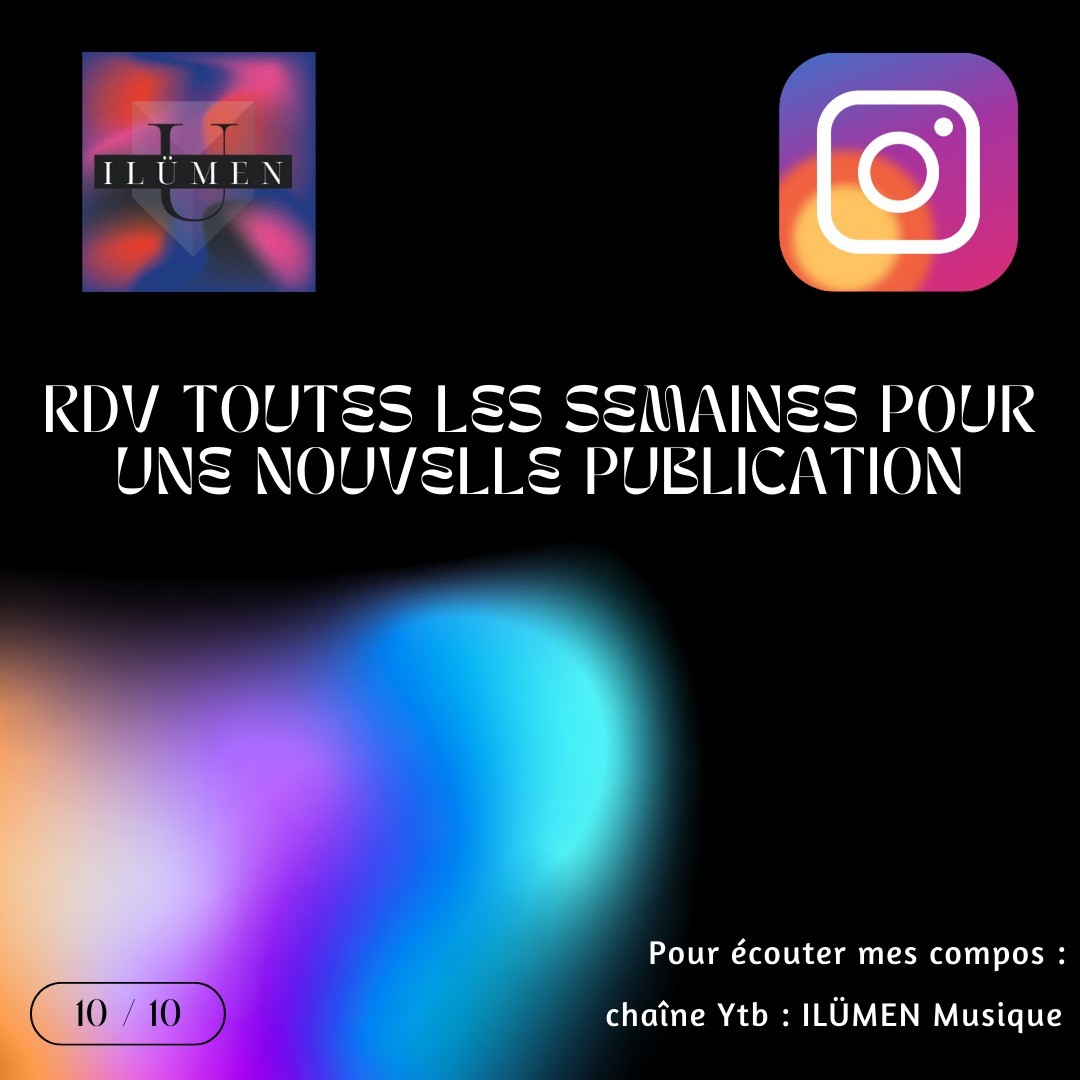 U
ILÜMEN
RDV TOUTES LES SEMAINES POUR
UNE NOUVELLE PUBLICATION
Pour écouter mes compos :
chaîne Ytb : ILÜMEN Musique
10 / 10